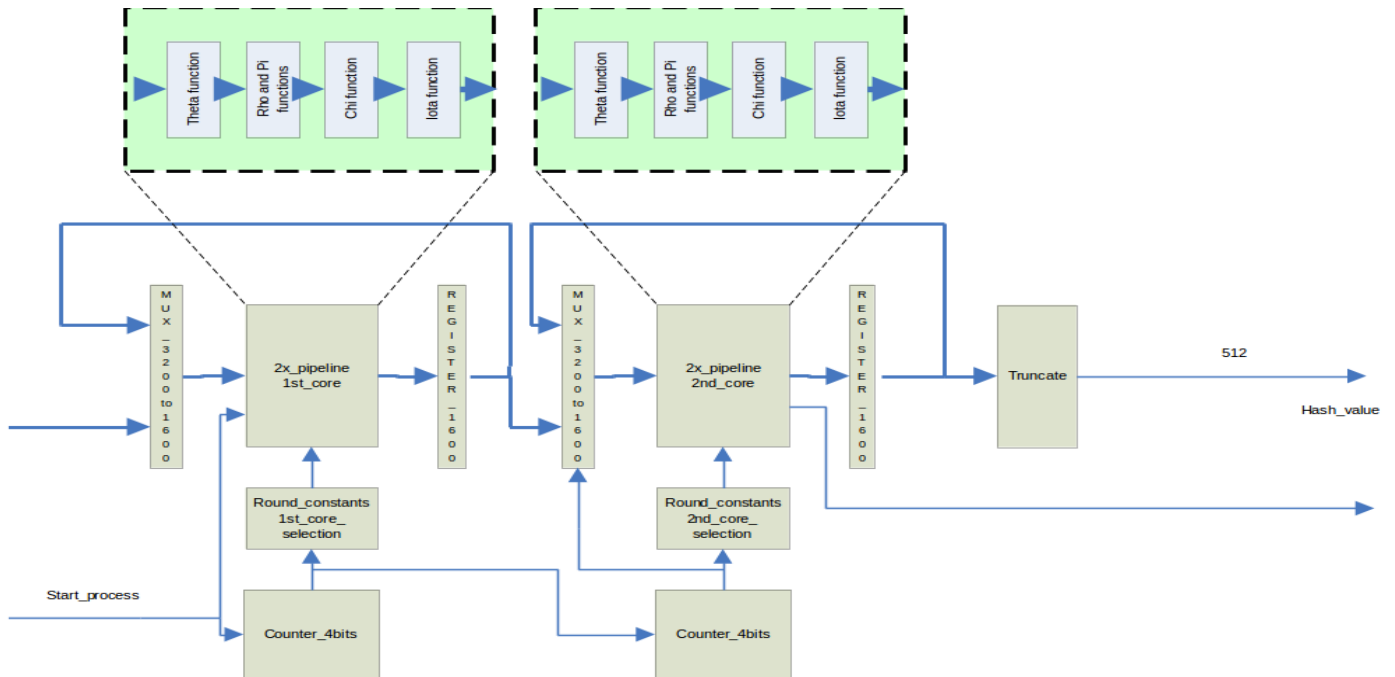 Theta function
Rho and Pi
functions
Chi function
Iota function
Theta function
Rho and Pi
functions
Chi function
Iota function
MUX_3200to1600
2x_pipeline
1st_core
REGISTER_1600
MUX_3200to1600
2x_pipeline
2nd_core
REGISTER_1600
Truncate
512
Hash_value
Round_constants
1st_core_
selection
Round_constants
2nd_core_
selection
Start_process
Counter_4bits
Counter_4bits